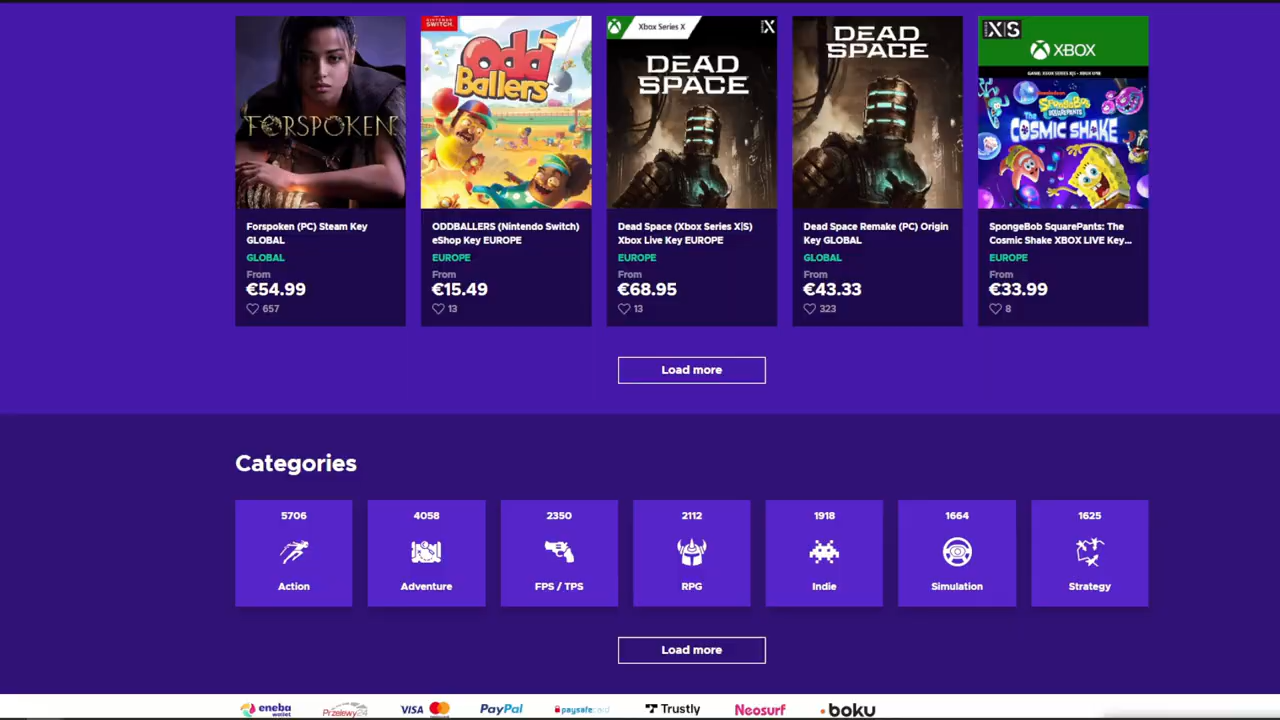 NINTENDO
SWITCH.
Odd
Ballers
FORSPOKEN
Xbox Series X
X
DEAD
SPACE
DEAD
SPACE
X|S
XBOX
SPONGEBOB
SQUAREPANTS
The
COSMIC SHAKE
Forspoken (PC) Steam Key
GLOBAL
GLOBAL
From
€54.99
657
ODDBALLERS (Nintendo Switch)
eShop Key EUROPE
EUROPE
From
€15.49
13
Dead Space (Xbox Series X|S)
Xbox Live Key EUROPE
EUROPE
From
€68.95
13
Dead Space Remake (PC) Origin
Key GLOBAL
GLOBAL
From
€43.33
323
SpongeBob SquarePants: The
Cosmic Shake XBOX LIVE Key...
EUROPE
From
€33.99
8
Load more
Categories
5706
Action
4058
Adventure
2350
FPS / TPS
2112
RPG
1918
Indie
1664
Simulation
1625
Strategy
Load more
eneba
wallet
Przelewy24
VISA
PayPal
paysafecard
Trustly
Neosurf
boku